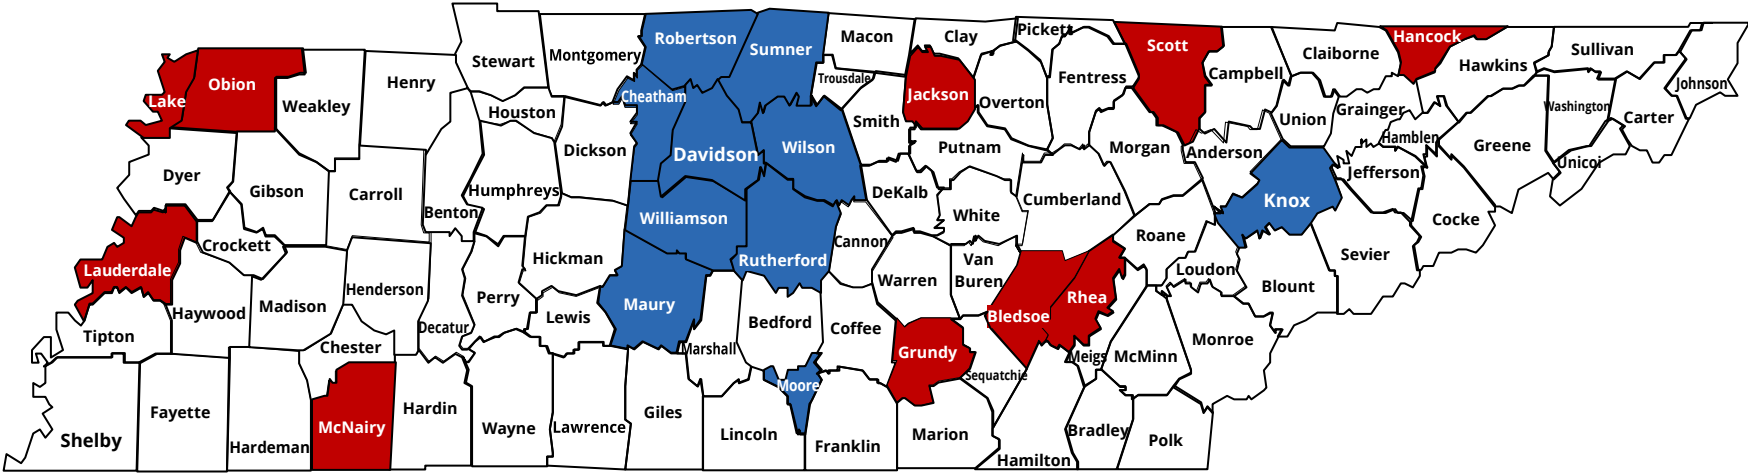 Pickett
Hancock
Robertson
Macon
Clay
Scott
Sumner
Claiborne
Sullivan
Montgomery
Stewart
Hawkins
Campbell
Fentress
Trousdale
Henry
Obion
Johnson
Jackson
Cheatham
Lake
Overton
Weakley
Washington
Grainger
Houston
Carter
Union
Smith
Hamblen
Greene
Wilson
Putnam
Morgan
Dickson
Davidson
Anderson
Unicoi
Jefferson
Dyer
Humphreys
Gibson
DeKalb
Carroll
Cumberland
Knox
Benton
White
Williamson
Cocke
Roane
Cannon
Crockett
Sevier
Hickman
Van
Buren
Rutherford
Lauderdale
Loudon
Warren
Blount
Henderson
Perry
Rhea
Maury
Madison
Haywood
Bledsoe
Lewis
Bedford
Decatur
Coffee
Tipton
Monroe
Chester
Marshall
Grundy
Meigs
McMinn
Sequatchie
Moore
Hardin
Fayette
Giles
McNairy
Wayne
Lawrence
Bradley
Lincoln
Marion
Shelby
Polk
Hardeman
Franklin
Hamilton